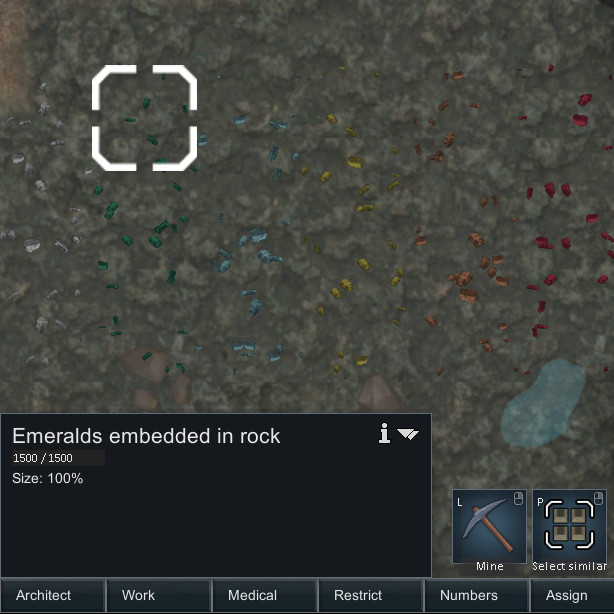 Emeralds embedded in rock
1500 / 1500
Size: 100%
L
P
Mine
Select similar
Architect
Work
Medical
Restrict
Numbers
Assign